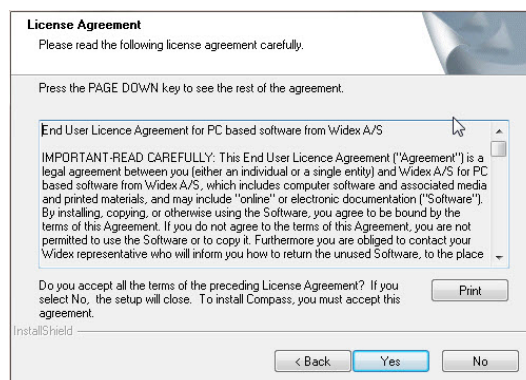 License Agreement
Please read the following license agreement carefully.
Press the PAGE DOWN key to see the rest of the agreement.
End User Licence Agreement for PC based software from Widex A/S
IMPORTANT-READ CAREFULLY: This End User Licence Agreement ("Agreement") is a
legal agreement between you (either an individual or a single entity) and Widex A/S for PC
based software from Widex A/S, which includes computer software and associated media
and printed materials, and may include "online" or electronic documentation ("Software").
By installing, copying, or otherwise using the Software, you agree to be bound by the
terms of this Agreement. If you do not agree to the terms of this Agreement, you are not
permitted to use the Software or to copy it. Furthermore you are obliged to contact your
Widex representative who will inform you how to return the unused Software, to the place
Do you accept all the terms of the preceding License Agreement? If you
select No, the setup will close. To install Compass, you must accept this
agreement.
Print
InstallShield
< Back
Yes
No